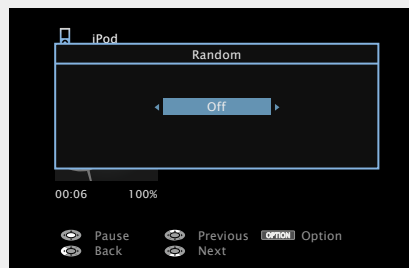 iPod
Random
Off
00:06 100%
Pause Previous OPTION Option
Back Next